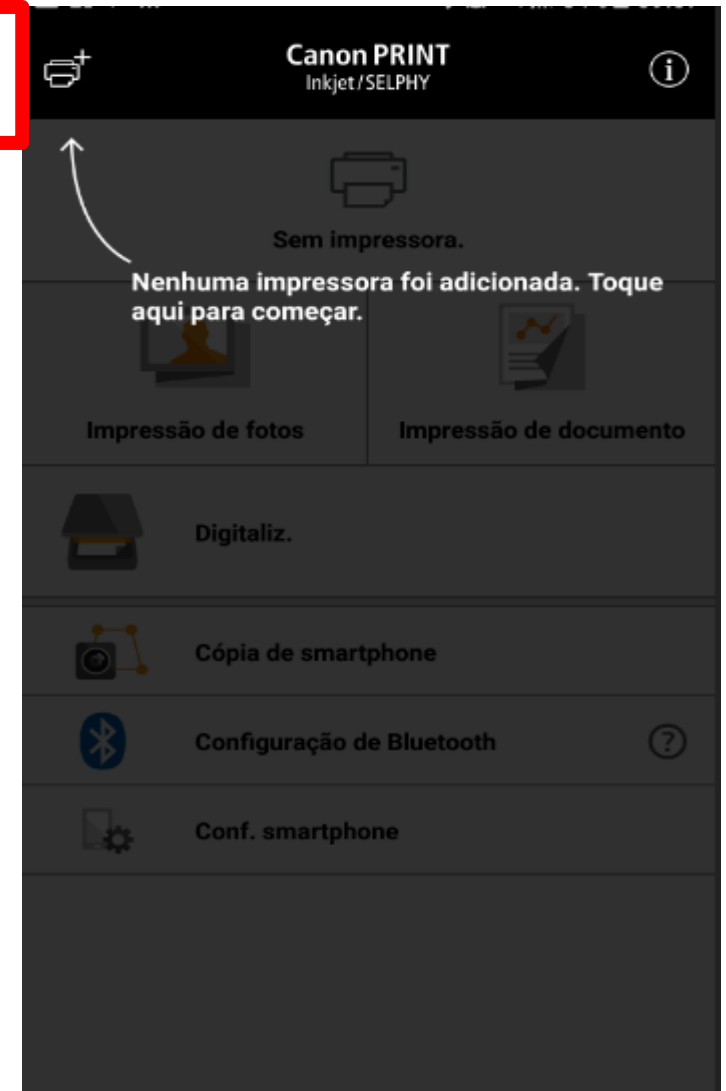 Canon PRINT
Inkjet/SELPHY
Sem impressora.
Nenhuma impressora foi adicionada. Toque
aqui para começar.
Impressão de fotos
Impressão de documento
Digitaliz.
Cópia de smartphone
Configuração de Bluetooth
?
Conf. smartphone